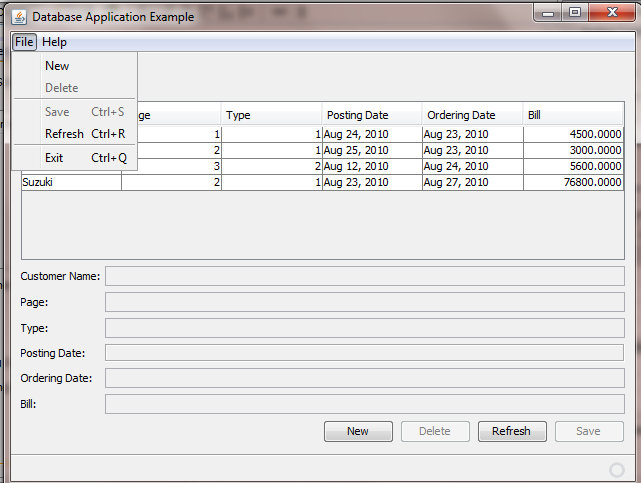 Database Application Example
File Help
New
Delete
Save Ctrl+S
Refresh Ctrl+R
Exit Ctrl+Q
ge Type Posting Date Ordering Date Bill
1 1 Aug 24, 2010 Aug 23, 2010 4500.0000
2 1 Aug 25, 2010 Aug 23, 2010 3000.0000
3 2 Aug 12, 2010 Aug 24, 2010 5600.0000
Suzuki 2 1 Aug 23, 2010 Aug 27, 2010 76800.0000
Customer Name:
Page:
Type:
Posting Date:
Ordering Date:
Bill:
New Delete Refresh Save